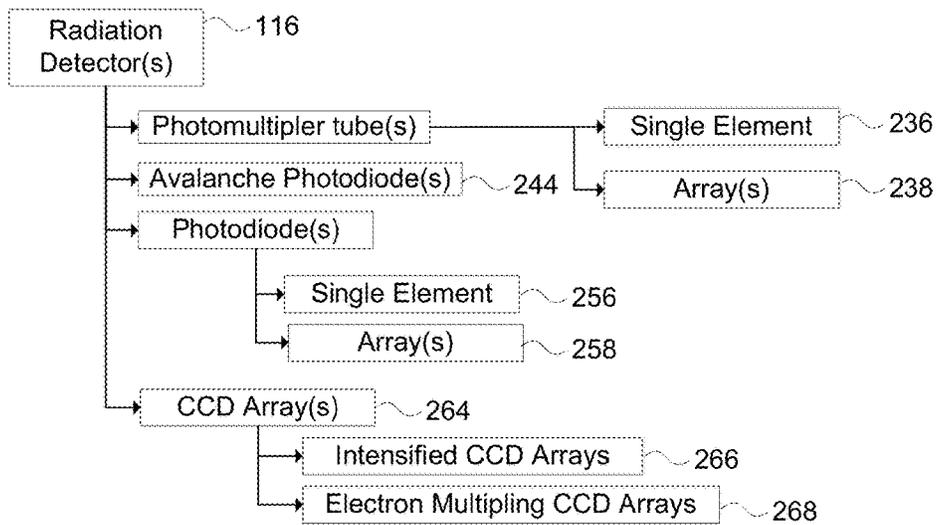 Radiation
Detector(s)
116
Photomultipler tube(s)
Single Element
236
Avalanche Photodiode(s)
244
Array(s)
238
Photodiode(s)
Single Element
256
Array(s)
258
CCD Array(s)
264
Intensified CCD Arrays
266
Electron Multipling CCD Arrays
268